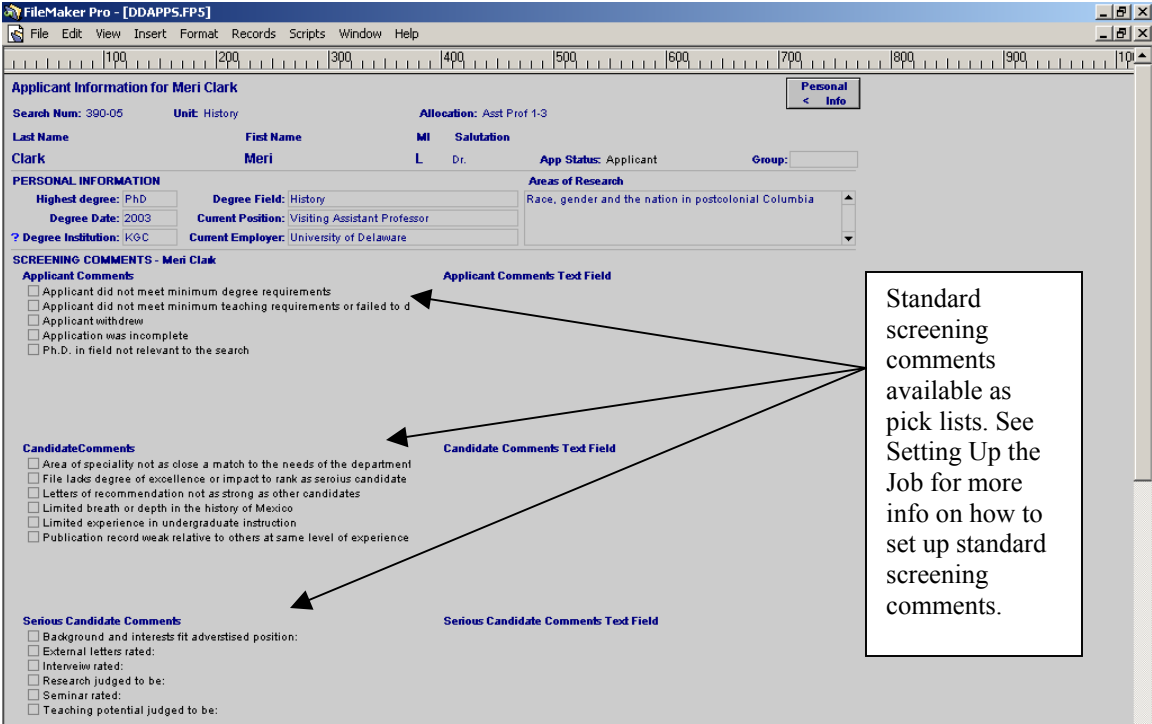 FileMaker Pro - [DDAPPS.FP5]
File Edit View Insert Format Records Scripts Window Help
100 200 300 400 500 600 700 800 900 10
Applicant Information for Meri Clark
Personal
< Info
Search Num: 390-05 Unit: History Allocation: Asst Prof 1-3
Last Name First Name MI Salutation
Clark Meri L Dr. App Status: Applicant Group:
PERSONAL INFORMATION Areas of Research
Highest degree: PhD Degree Field: History Race, gender and the nation in postcolonial Columbia
Degree Date: 2003 Current Position: Visiting Assistant Professor
? Degree Institution: KGC Current Employer: University of Delaware
SCREENING COMMENTS - Meri Clark
Applicant Comments Applicant Comments Text Field
Applicant did not meet minimum degree requirements
Applicant did not meet minimum teaching requirements or failed to d
Applicant withdrew
Application was incomplete
Ph.D. in field not relevant to the search
CandidateComments Candidate Comments Text Field
Area of speciality not as close a match to the needs of the department
File lacks degree of excellence or impact to rank as seroius candidate
Letters of recommendation not as strong as other candidates
Limited breath or depth in the history of Mexico
Limited experience in undergraduate instruction
Publication record weak relative to others at same level of experience
Serious Candidate Comments Serious Candidate Comments Text Field
Background and interests fit adverstised position:
External letters rated:
Interveiw rated:
Research judged to be:
Seminar rated:
Teaching potential judged to be:
Standard
screening
comments
available as
pick lists. See
Setting Up the
Job for more
info on how to
set up standard
screening
comments.